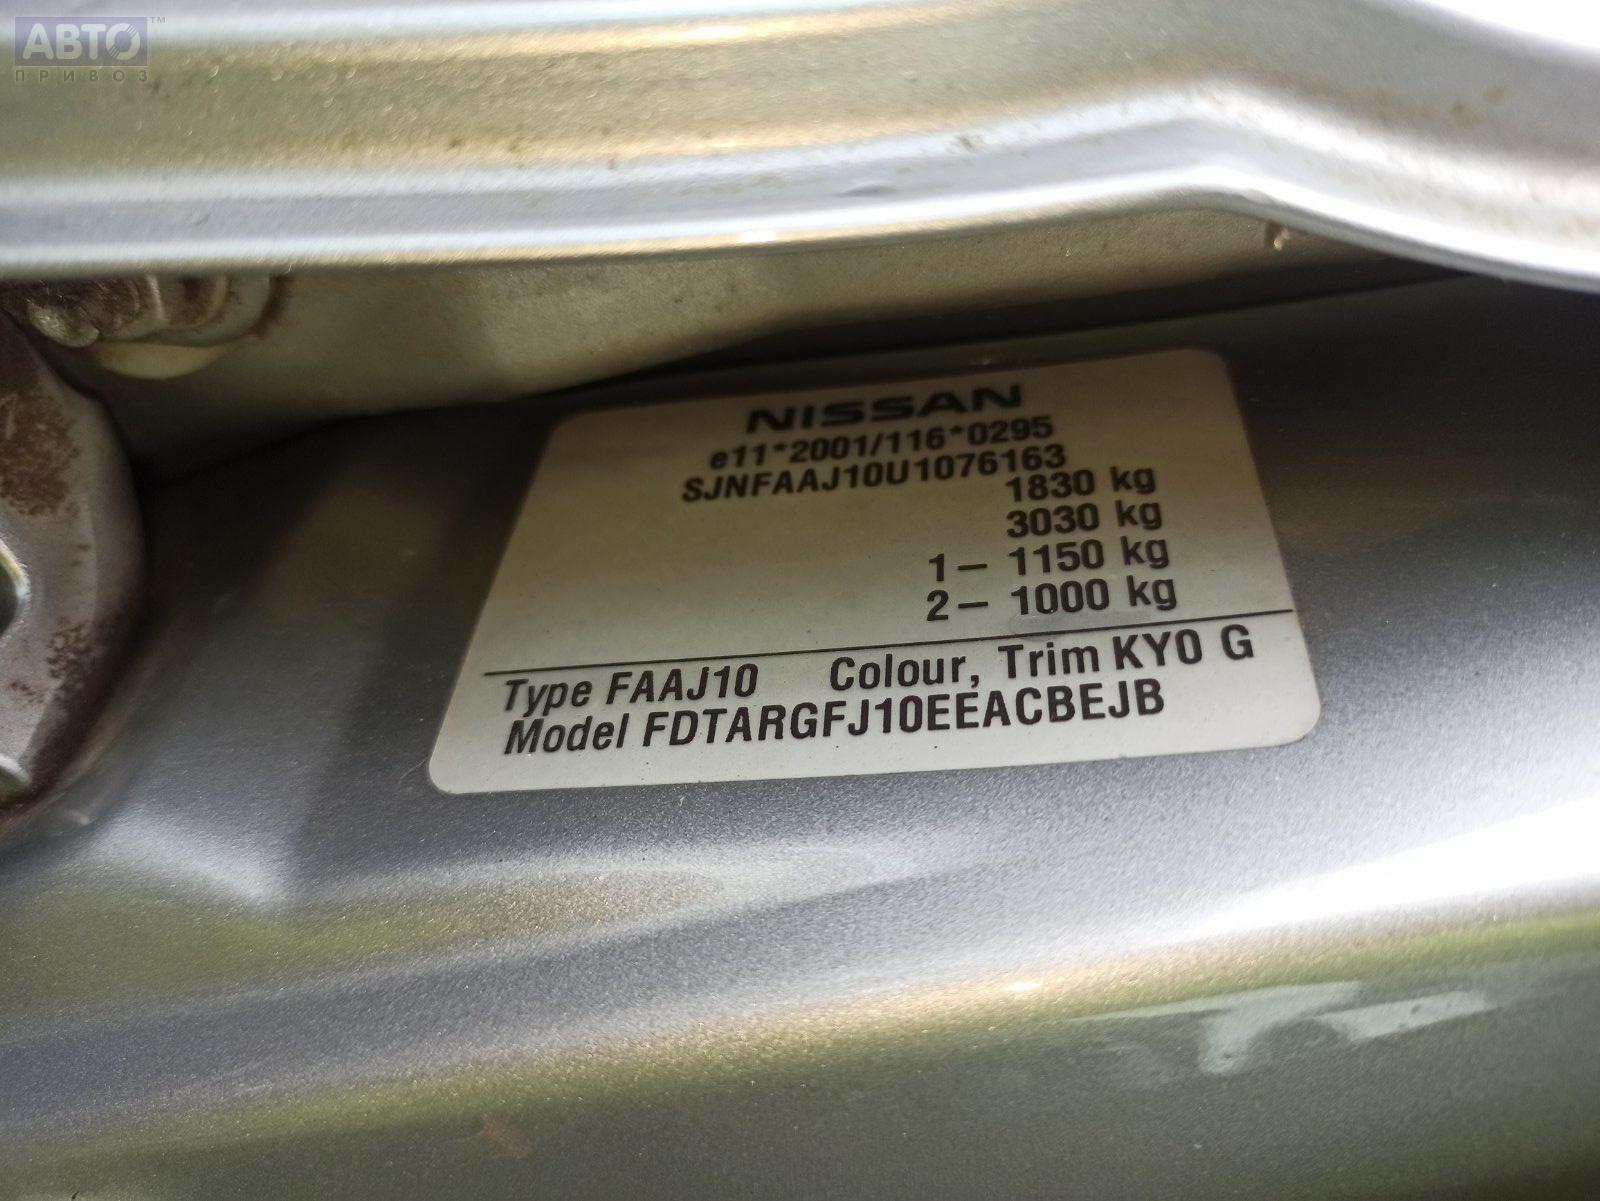 АВТО™
ПРИВОЗ
NISSAN
e11*2001/116*0295
SJNFAAJ10U1076163
1830 kg
3030 kg
1– 1150 kg
2– 1000 kg
Type FAAJ10 Colour, Trim KY0 G
Model FDTARGFJ10EEACBEJB